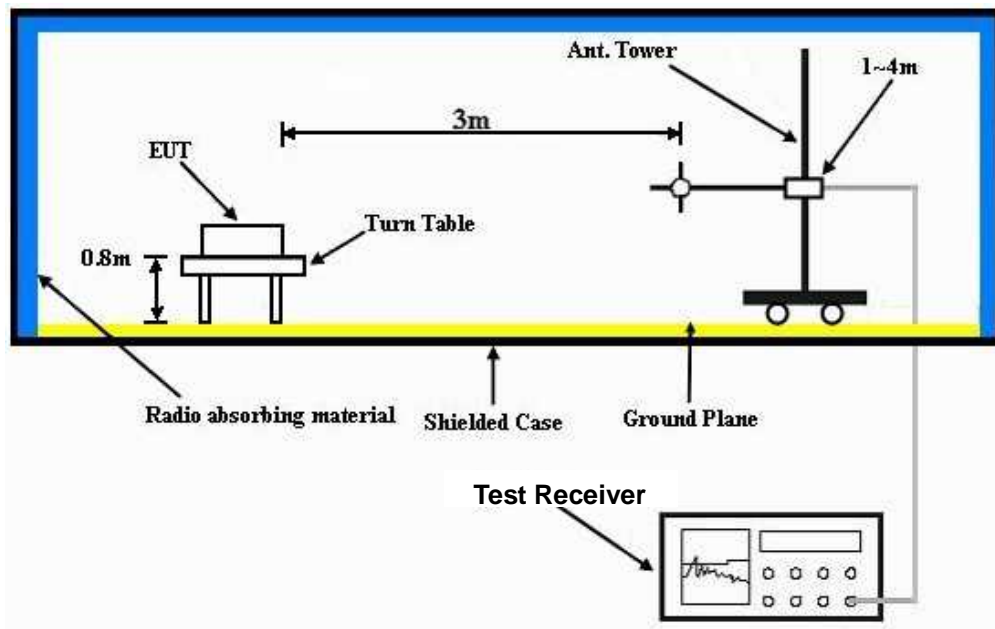 Ant. Tower
1~4m
3m
EUT
Turn Table
0.8m
Radio absorbing material
Shielded Case
Ground Plane
Test Receiver